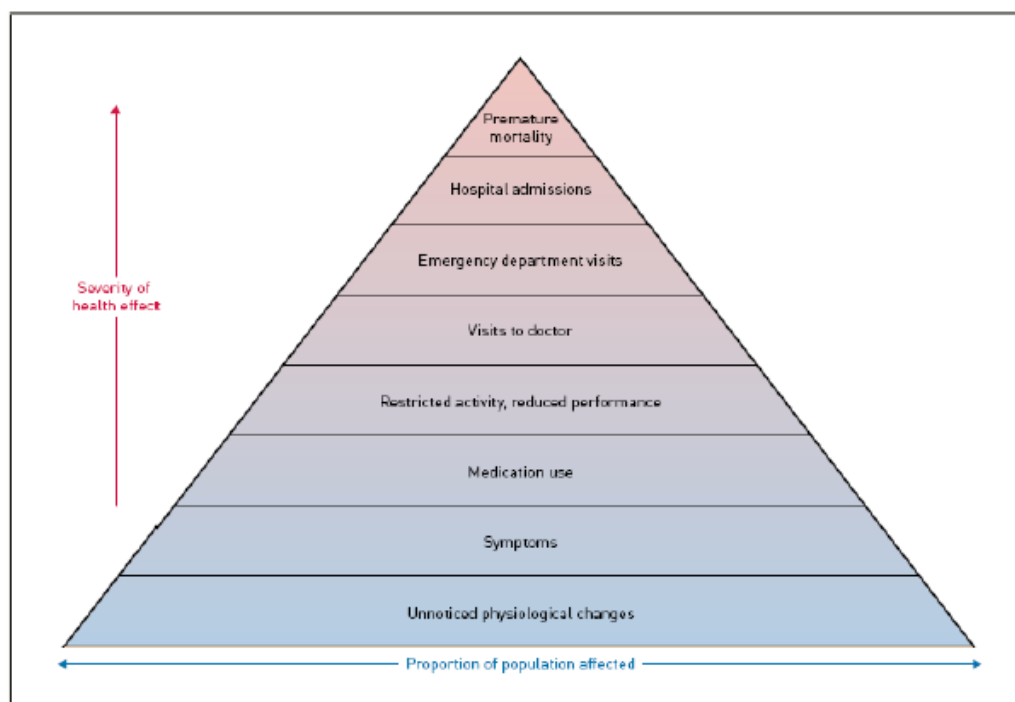 Premature
mortality
Hospital admissions
Emergency department visits
Severity of
health effect
Visits to doctor
Restricted activity, reduced performance
Medication use
Symptoms
Unnoticed physiological changes
Proportion of population affected